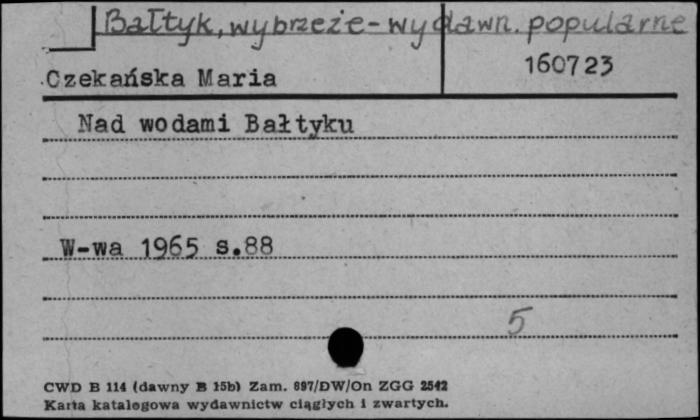 Bałtyk, wybrzeże - wydawn. popularne
160723
Czekańska Maria
Nad wodami Bałtyku
W-wa 1965 s.88
5
CWD B 114 (dawny B 15b) Zam. 897/DW/On ZGG 2542
Karta katalogowa wydawnictw ciągłych i zwartych.